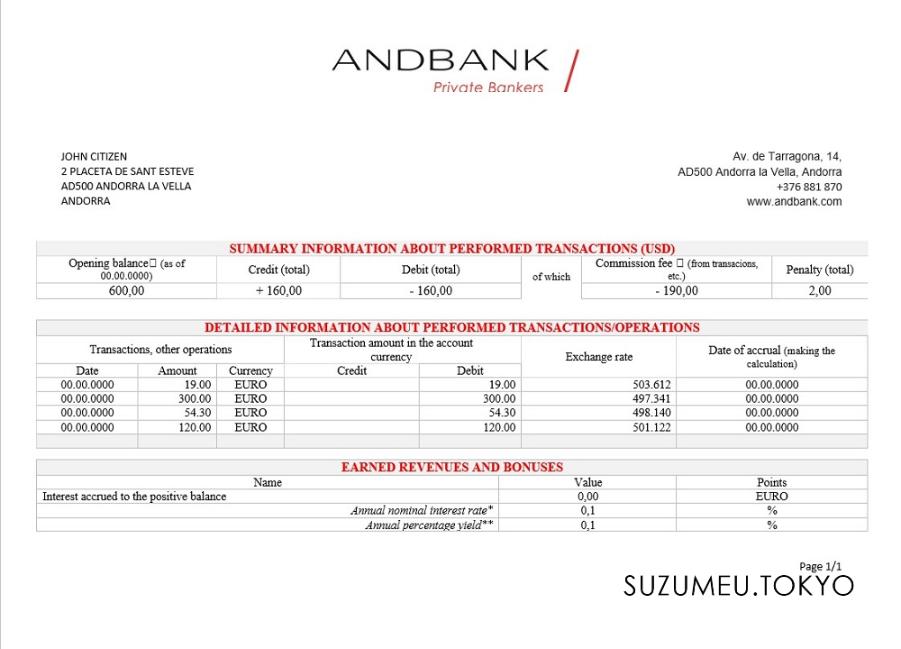 ANDBANK
Private Bankers
JOHN CITIZEN
2 PLACETA DE SANT ESTEVE
AD500 ANDORRA LA VELLA
ANDORRA
Av. de Tarragona, 14,
AD500 Andorra la Vella, Andorra
+376 881 870
www.andbank.com
SUMMARY INFORMATION ABOUT PERFORMED TRANSACTIONS (USD)
Opening balance (as of 00.00.0000) Credit (total) Debit (total) of which Commission fee (from transacions, etc.) Penalty (total)
600,00 + 160,00 - 160,00 - 190,00 2,00
DETAILED INFORMATION ABOUT PERFORMED TRANSACTIONS/OPERATIONS
Transactions, other operations Transaction amount in the account currency Exchange rate Date of accrual (making the calculation)
Date Amount Currency Credit Debit
00.00.0000 19.00 EURO 19.00 503.612 00.00.0000
00.00.0000 300.00 EURO 300.00 497.341 00.00.0000
00.00.0000 54.30 EURO 54.30 498.140 00.00.0000
00.00.0000 120.00 EURO 120.00 501.122 00.00.0000
EARNED REVENUES AND BONUSES
Name Value Points
Interest accrued to the positive balance 0,00 EURO
Annual nominal interest rate* 0,1 %
Annual percentage yield** 0,1 %
Page 1/1
SUZUMEU.TOKYO